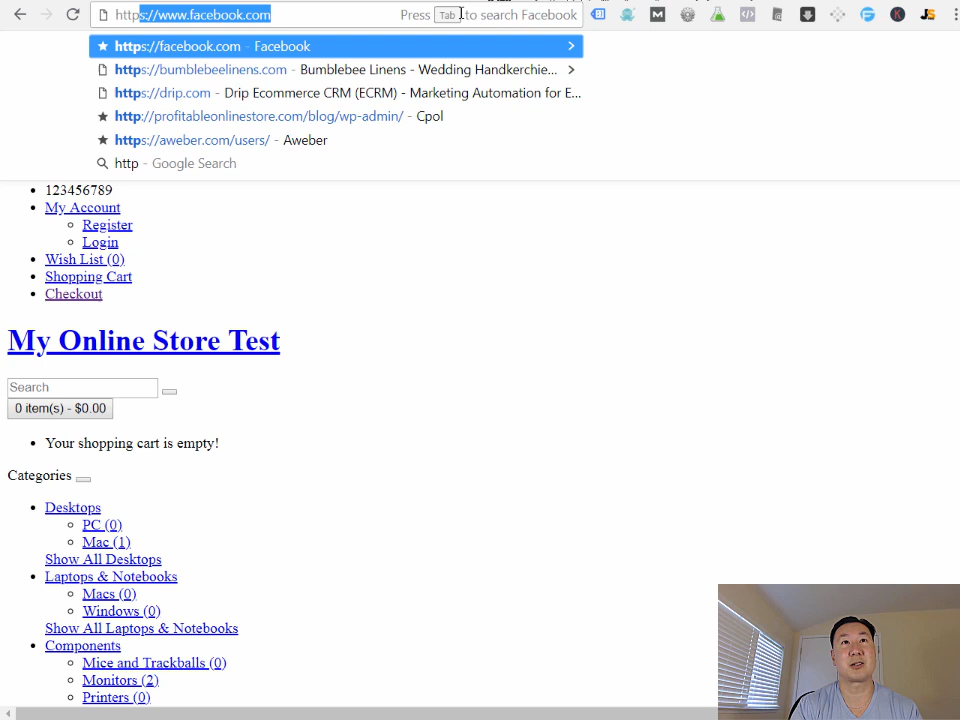 https://www.facebook.com Press Tab to search Facebook
https://facebook.com - Facebook
https://bumblebeelinens.com - Bumblebee Linens - Wedding Handkerchie...
https://drip.com - Drip Ecommerce CRM (ECRM) - Marketing Automation for E...
http://profitableonlinestore.com/blog/wp-admin/ - Cpol
https://aweber.com/users/ - Aweber
http - Google Search
123456789
My Account
Register
Login
Wish List (0)
Shopping Cart
Checkout
My Online Store Test
Search
0 item(s) - $0.00
Your shopping cart is empty!
Categories
Desktops
PC (0)
Mac (1)
Show All Desktops
Laptops & Notebooks
Macs (0)
Windows (0)
Show All Laptops & Notebooks
Components
Mice and Trackballs (0)
Monitors (2)
Printers (0)